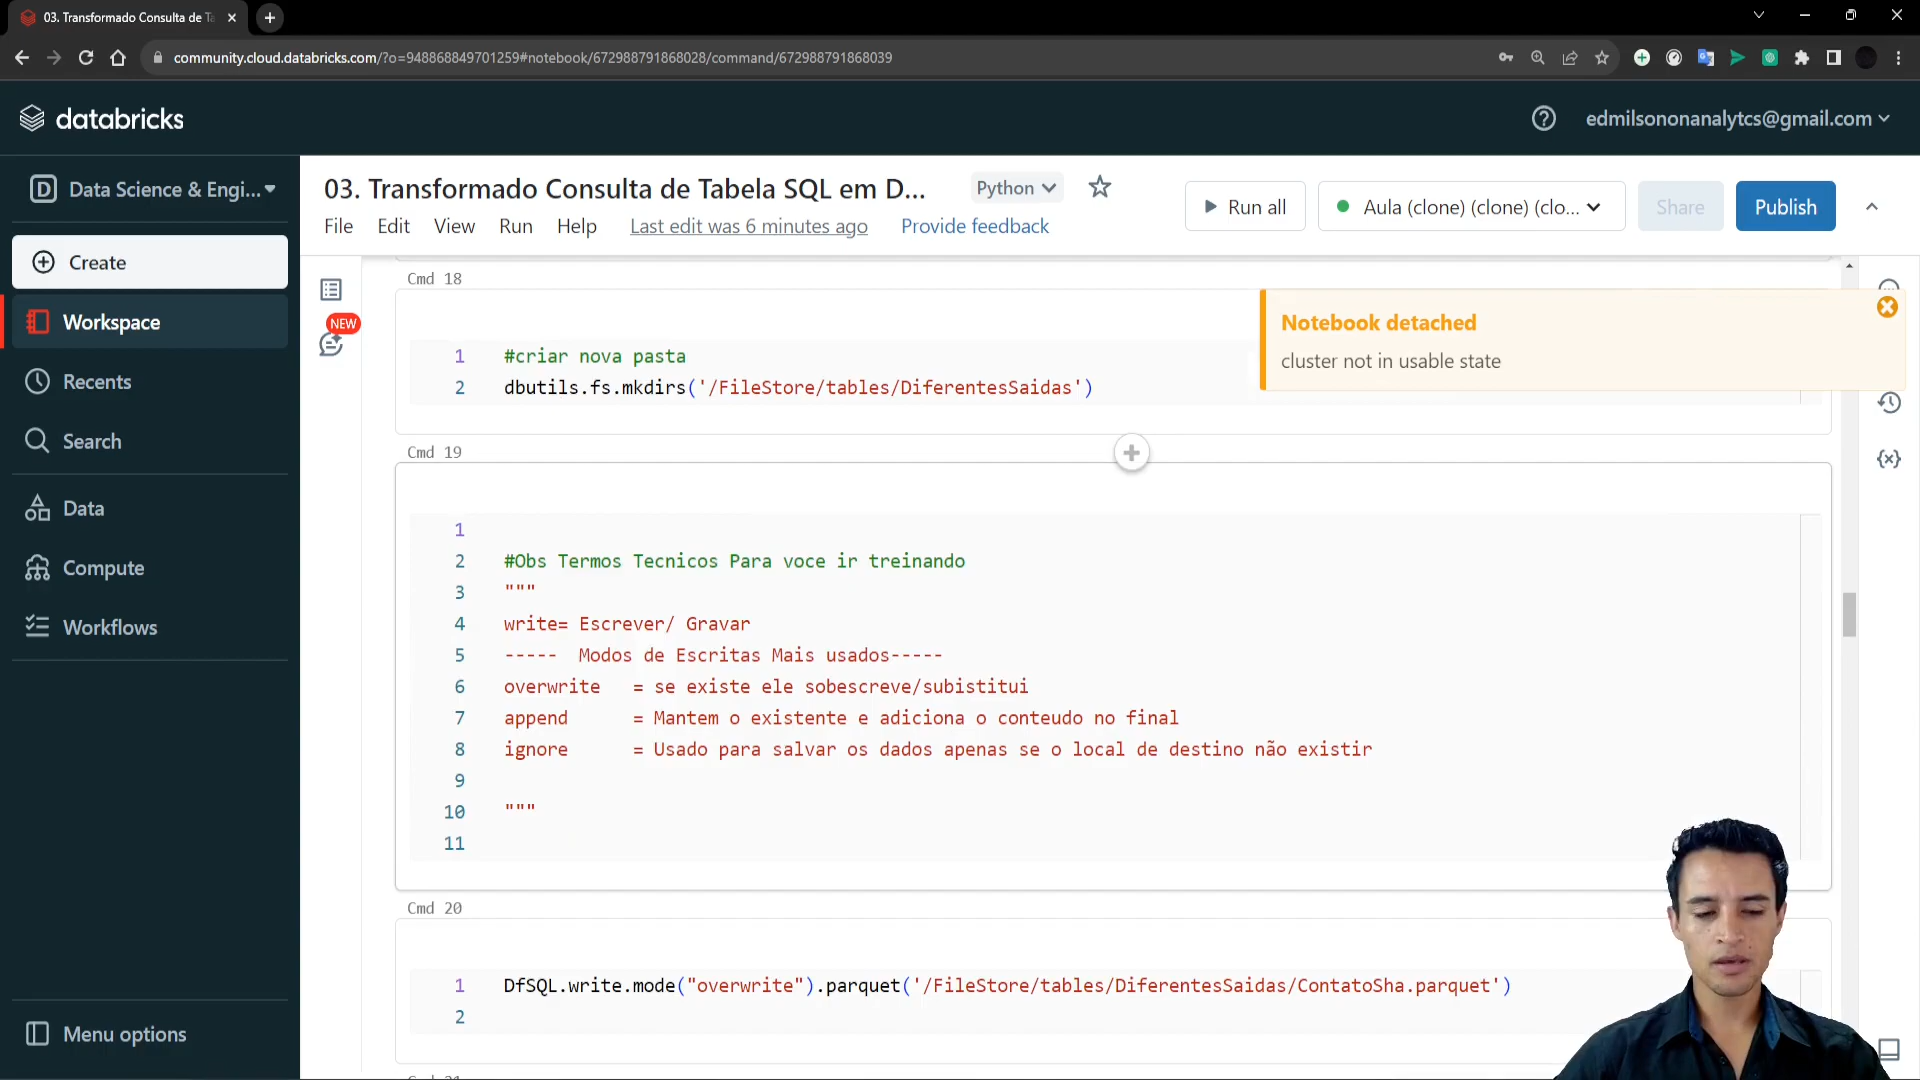 03. Transformado Consulta de Ta
community.cloud.databricks.com/?o=948868849701259#notebook/672988791868028/command/672988791868039
databricks
edmilsononanalytcs@gmail.com
D Data Science & Engi...
03. Transformado Consulta de Tabela SQL em D...
Python
File Edit View Run Help Last edit was 6 minutes ago Provide feedback
Run all
Aula (clone) (clone) (clo...
Share
Publish
Create
Workspace
Recents
Search
Data
Compute
Workflows
Menu options
NEW
Cmd 18
1 #criar nova pasta
2 dbutils.fs.mkdirs('/FileStore/tables/DiferentesSaidas')
Notebook detached
cluster not in usable state
Cmd 19
1
2 #Obs Termos Tecnicos Para voce ir treinando
3 """
4 write= Escrever/ Gravar
5 ----- Modos de Escritas Mais usados-----
6 overwrite = se existe ele sobescreve/subistitui
7 append = Mantem o existente e adiciona o conteudo no final
8 ignore = Usado para salvar os dados apenas se o local de destino não existir
9
10 """
11
Cmd 20
1 DfSQL.write.mode("overwrite").parquet('/FileStore/tables/DiferentesSaidas/ContatoSha.parquet')
2